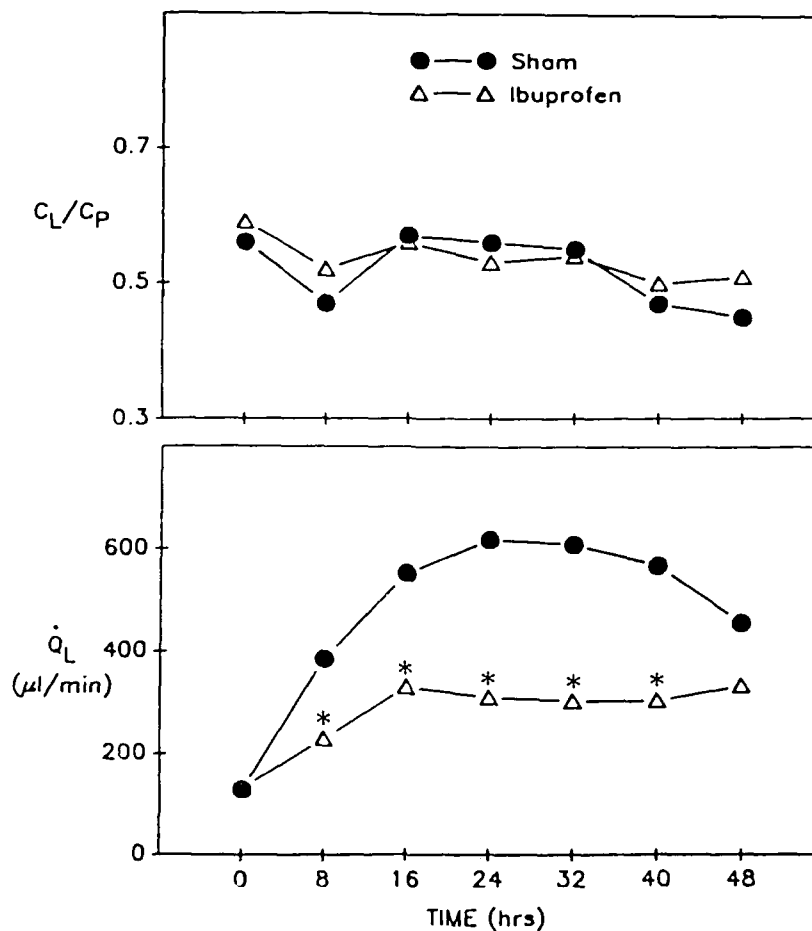 Sham
Ibuprofen
0.7
C_L/C_P
0.5
0.3
600
Q̇_L
400
(μl/min)
200
0
* * * * *
0 8 16 24 32 40 48
TIME (hrs)